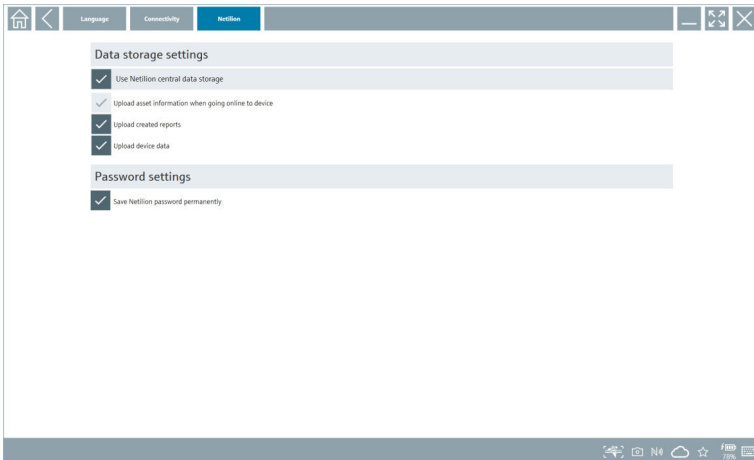 Language Connectivity Netilion
Data storage settings
Use Netilion central data storage
Upload asset information when going online to device
Upload created reports
Upload device data
Password settings
Save Netilion password permanently
78%